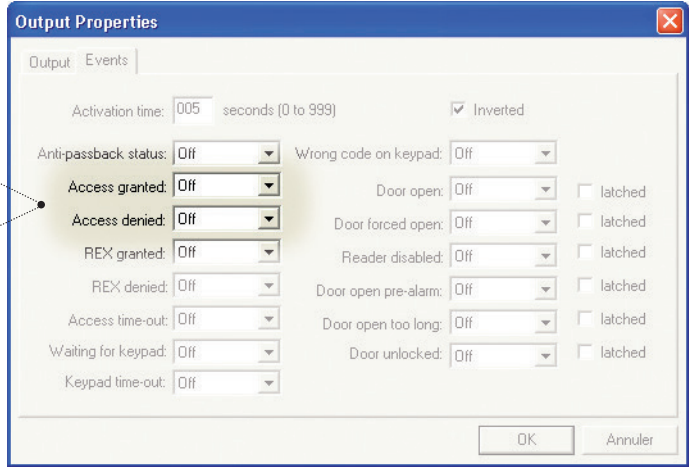 Output Properties
Output Events
Activation time: 005 seconds (0 to 999) Inverted
Anti-passback status: Off Wrong code on keypad: Off
Access granted: Off Door open: Off latched
Access denied: Off Door forced open: Off latched
REX granted: Off Reader disabled: Off latched
REX denied: Off Door open pre-alarm: Off latched
Access time-out: Off Door open too long: Off latched
Waiting for keypad: Off Door unlocked: Off latched
Keypad time-out: Off
OK Annuler